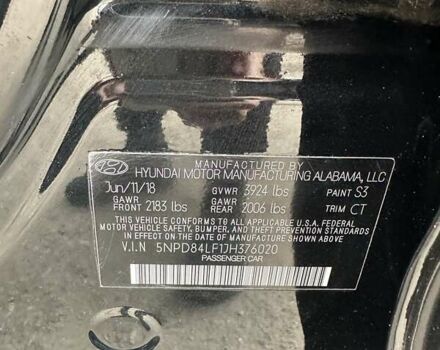 MANUFACTURED BY
HYUNDAI MOTOR MANUFACTURING ALABAMA, LLC
Jun/11/18 GVWR 3924 lbs PAINT S3
GAWR FRONT 2183 lbs GAWR REAR 2006 lbs TRIM CT
THIS VEHICLE CONFORMS TO ALL APPLICABLE U.S.A. FEDERAL
MOTOR VEHICLE SAFETY, BUMPER, AND THEFT PREVENTION
STANDARDS IN EFFECT ON THE DATE OF MANUFACTURE
SHOWN ABOVE.
V.I.N 5NPD84LF1JH376020
PASSENGER CAR